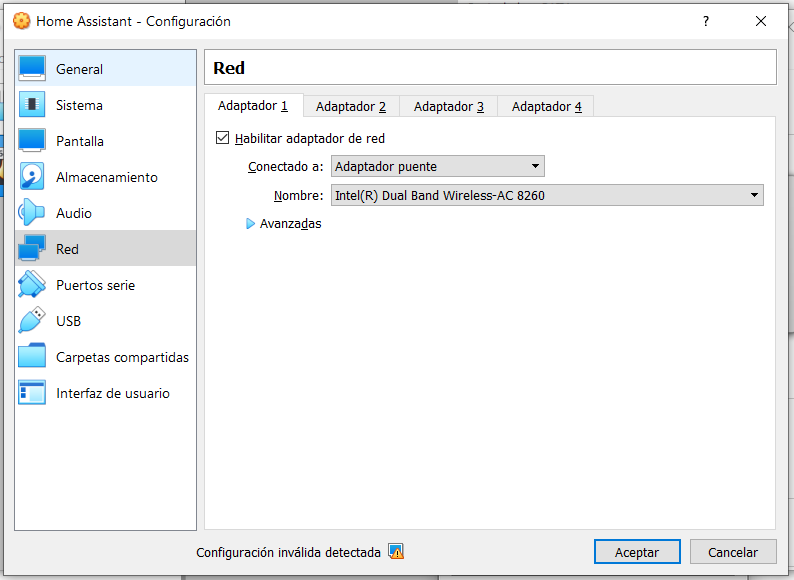 Home Assistant - Configuración
?
General
Sistema
Pantalla
Almacenamiento
Audio
Red
Puertos serie
USB
Carpetas compartidas
Interfaz de usuario
Red
Adaptador 1 Adaptador 2 Adaptador 3 Adaptador 4
Habilitar adaptador de red
Conectado a: Adaptador puente
Nombre: Intel(R) Dual Band Wireless-AC 8260
Avanzadas
Configuración inválida detectada
Aceptar Cancelar